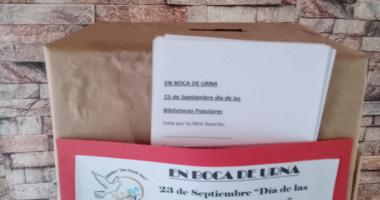 EN BOCA DE URNA
23 de Septiembre día de las
Bibliotecas Populares
Vota por tu libro favorito:
EN BOCA DE URNA
23 de Septiembre "Día de las